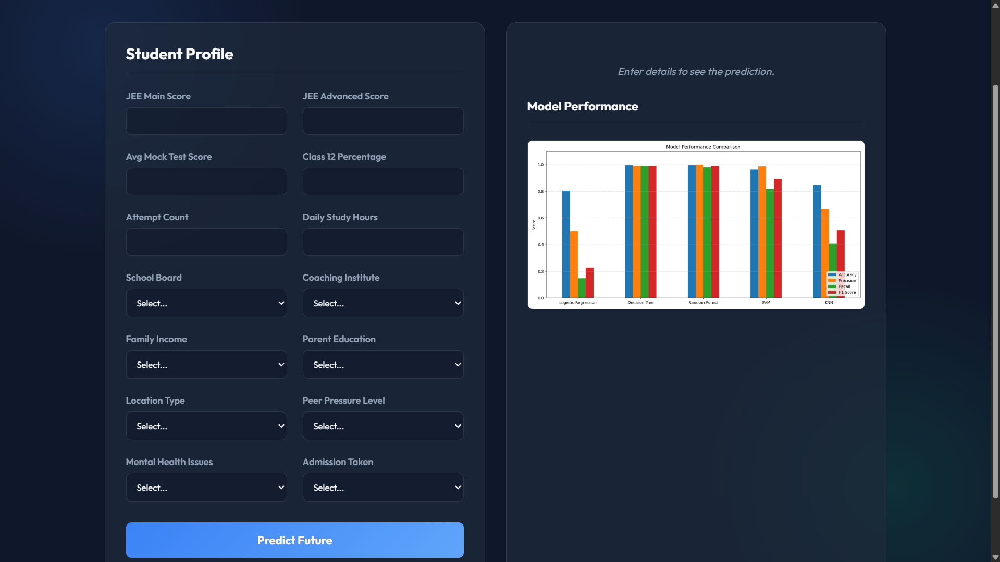 Student Profile
JEE Main Score
JEE Advanced Score
Avg Mock Test Score
Class 12 Percentage
Attempt Count
Daily Study Hours
School Board
Coaching Institute
Select...
Select...
Family Income
Parent Education
Select...
Select...
Location Type
Peer Pressure Level
Select...
Select...
Mental Health Issues
Admission Taken
Select...
Select...
Predict Future
Enter details to see the prediction.
Model Performance
Model Performance Comparison
Score
1.0
0.8
0.6
0.4
0.2
0.0
Logistic Regression
Decision Tree
Random Forest
SVM
KNN
Accuracy
Precision
Recall
F1 Score